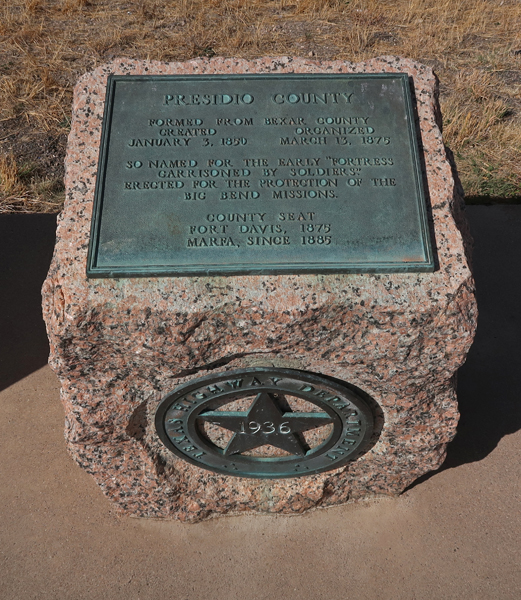 PRESIDIO COUNTY
FORMED FROM BEXAR COUNTY
CREATED ORGANIZED
JANUARY 3, 1850 MARCH 13, 1875
SO NAMED FOR THE EARLY "FORTRESS
GARRISONED BY SOLDIERS"
ERECTED FOR THE PROTECTION OF THE
BIG BEND MISSIONS.
COUNTY SEAT
FORT DAVIS, 1875
MARFA, SINCE 1885
TEXAS HIGHWAY DEPARTMENT
1936